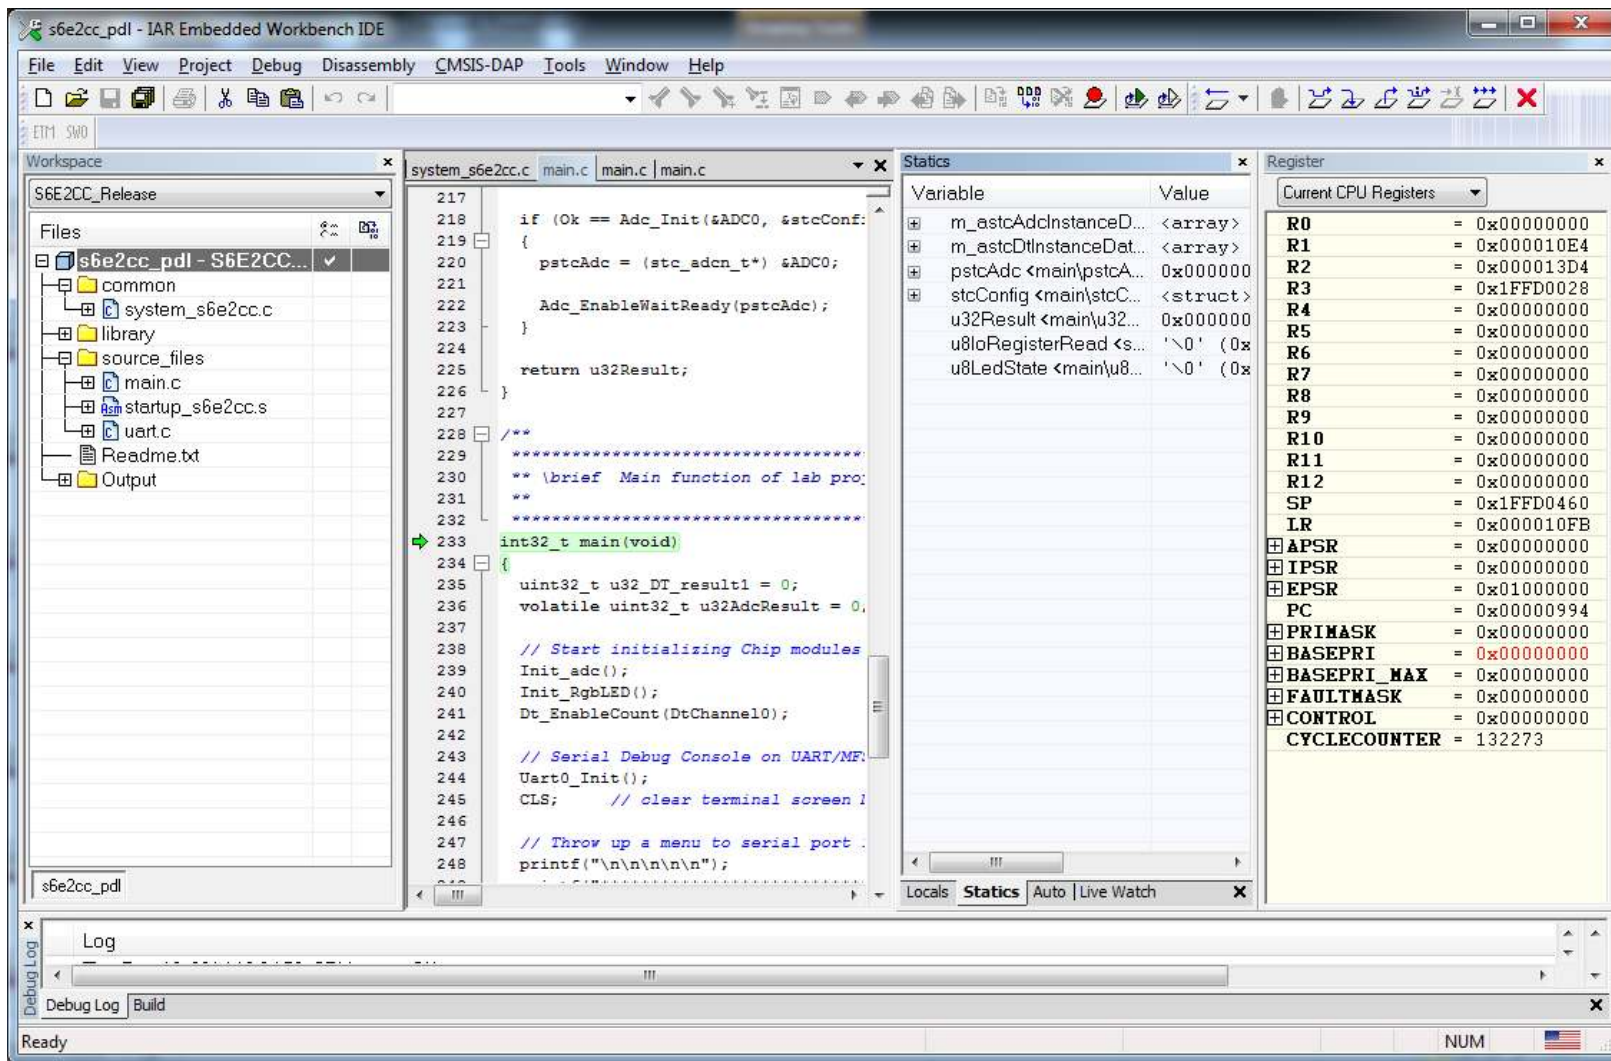 s6e2cc_pdl - IAR Embedded Workbench IDE
File Edit View Project Debug Disassembly CMSIS-DAP Tools Window Help
ETM SWO
Workspace
S6E2CC_Release
Files
s6e2cc_pdl - S6E2CC...
common
system_s6e2cc.c
library
source_files
main.c
startup_s6e2cc.s
uart.c
Readme.txt
Output
s6e2cc_pdl
system_s6e2cc.c main.c main.c main.c
217
218 if (Ok == Adc_Init(&ADC0, &stcConf
219 {
220 pstcAdc = (stc_adcn_t*) &ADC0;
221
222 Adc_EnableWaitReady(pstcAdc);
223 }
224
225 return u32Result;
226 }
227
228 /**
229 ***********************************
230 ** \brief Main function of lab pro
231 **
232 ***********************************
233 int32_t main(void)
234 {
235 uint32_t u32_DT_result1 = 0;
236 volatile uint32_t u32AdcResult = 0
237
238 // Start initializing Chip modules
239 Init_adc();
240 Init_RgbLED();
241 Dt_EnableCount(DtChannel0);
242
243 // Serial Debug Console on UART/MF
244 Uart0_Init();
245 CLS; // clear terminal screen
246
247 // Throw up a menu to serial port
248 printf("\n\n\n\n\n");
Statics
Variable Value
m_astcAdcInstanceD... <array>
m_astcDtInstanceDat... <array>
pstcAdc <main\pstcA... 0x000000
stcConfig <main\stcC... <struct>
u32Result <main\u32... 0x000000
u8IoRegisterRead <s... '\0' (0x
u8LedState <main\u8... '\0' (0x
Locals Statics Auto Live Watch
Register
Current CPU Registers
R0 = 0x00000000
R1 = 0x000010E4
R2 = 0x000013D4
R3 = 0x1FFD0028
R4 = 0x00000000
R5 = 0x00000000
R6 = 0x00000000
R7 = 0x00000000
R8 = 0x00000000
R9 = 0x00000000
R10 = 0x00000000
R11 = 0x00000000
R12 = 0x00000000
SP = 0x1FFD0460
LR = 0x000010FB
APSR = 0x00000000
IPSR = 0x00000000
EPSR = 0x01000000
PC = 0x00000994
PRIMASK = 0x00000000
BASEPRI = 0x00000000
BASEPRI_MAX = 0x00000000
FAULTMASK = 0x00000000
CONTROL = 0x00000000
CYCLECOUNTER = 132273
Debug Log
Log
Debug Log Build
Ready NUM